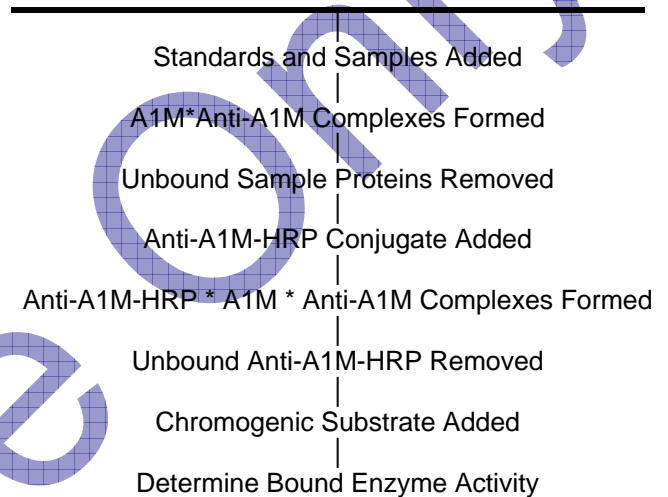 Standards and Samples Added
A1M*Anti-A1M Complexes Formed
Unbound Sample Proteins Removed
Anti-A1M-HRP Conjugate Added
Anti-A1M-HRP * A1M * Anti-A1M Complexes Formed
Unbound Anti-A1M-HRP Removed
Chromogenic Substrate Added
Determine Bound Enzyme Activity